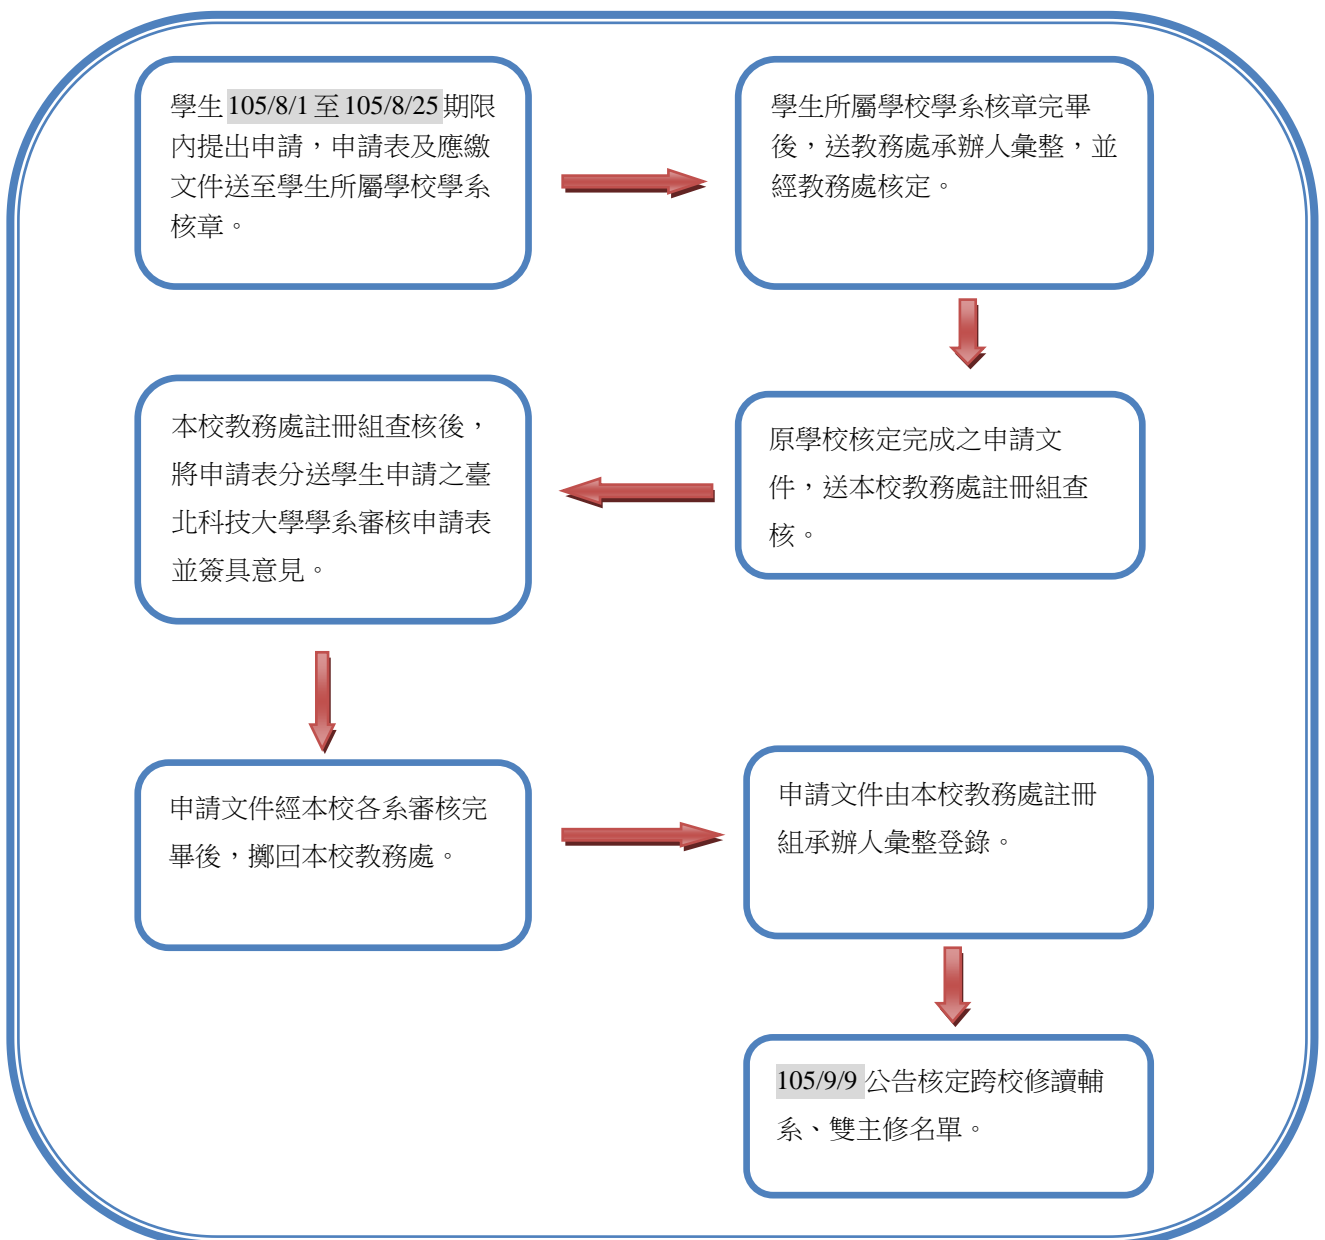 學生 105/8/1 至 105/8/25 期限
內提出申請，申請表及應繳
文件送至學生所屬學校學系
核章。
學生所屬學校學系核章完畢
後，送教務處承辦人彙整，並
經教務處核定。
原學校核定完成之申請文
件，送本校教務處註冊組查
核。
本校教務處註冊組查核後，
將申請表分送學生申請之臺
北科技大學學系審核申請表
並簽具意見。
申請文件經本校各系審核完
畢後，擲回本校教務處。
申請文件由本校教務處註冊
組承辦人彙整登錄。
105/9/9 公告核定跨校修讀輔
系、雙主修名單。